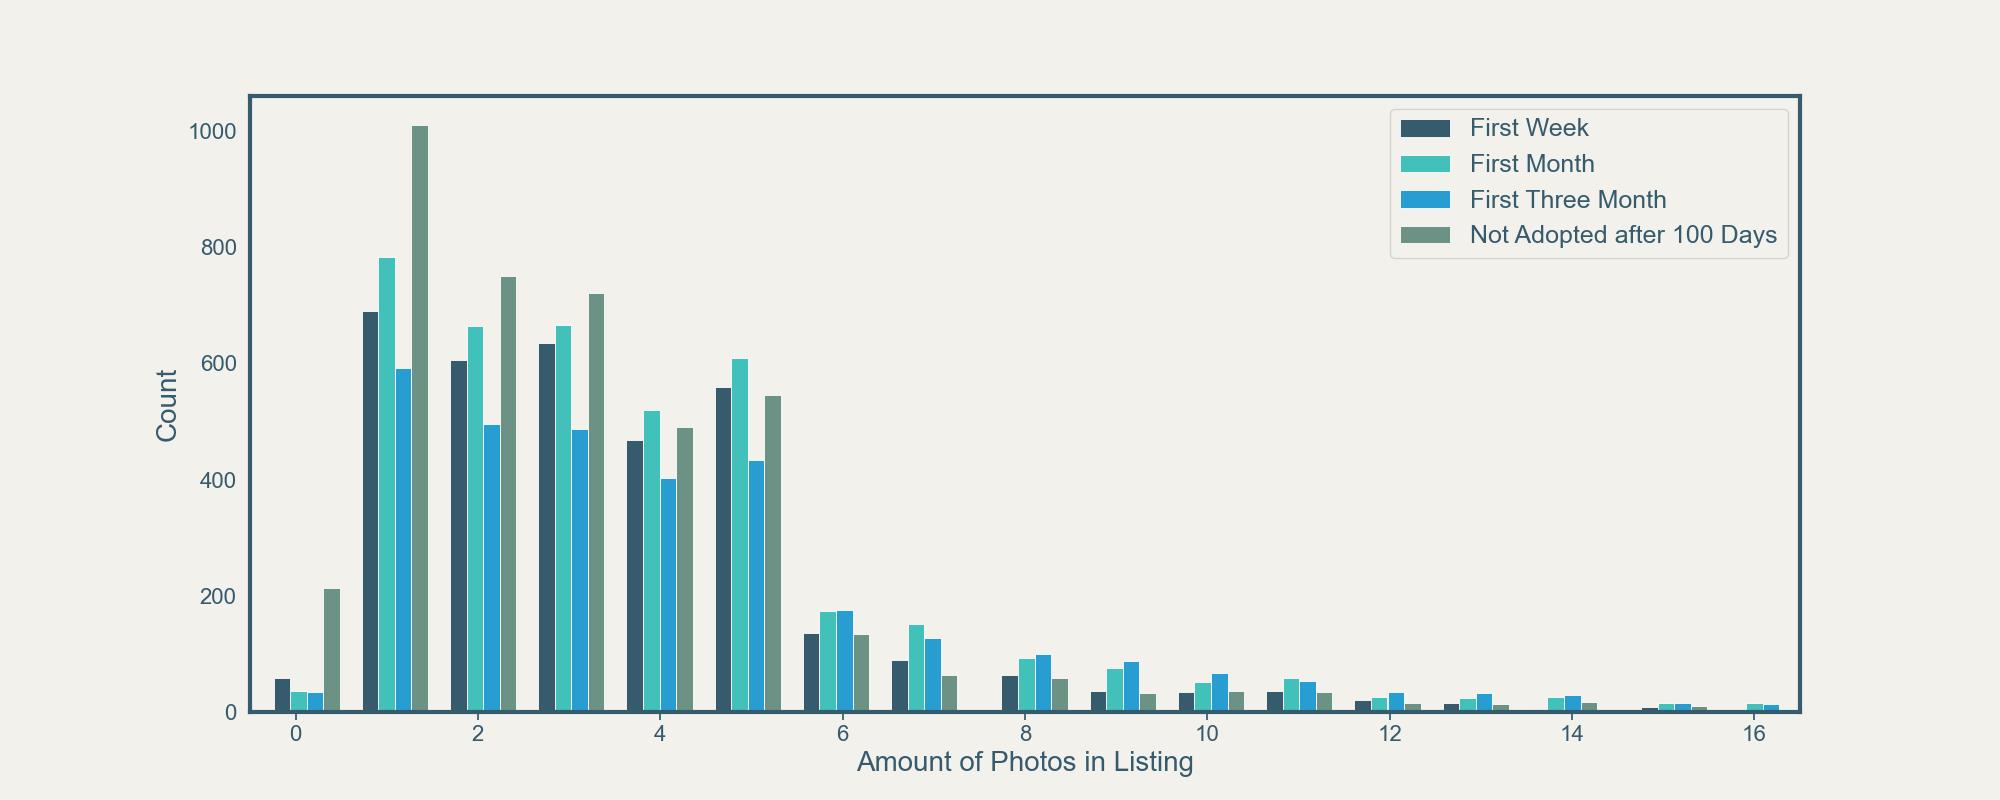 1000
800
600
400
200
0
Count
First Week
First Month
First Three Month
Not Adopted after 100 Days
0 2 4 6 8 10 12 14 16
Amount of Photos in Listing